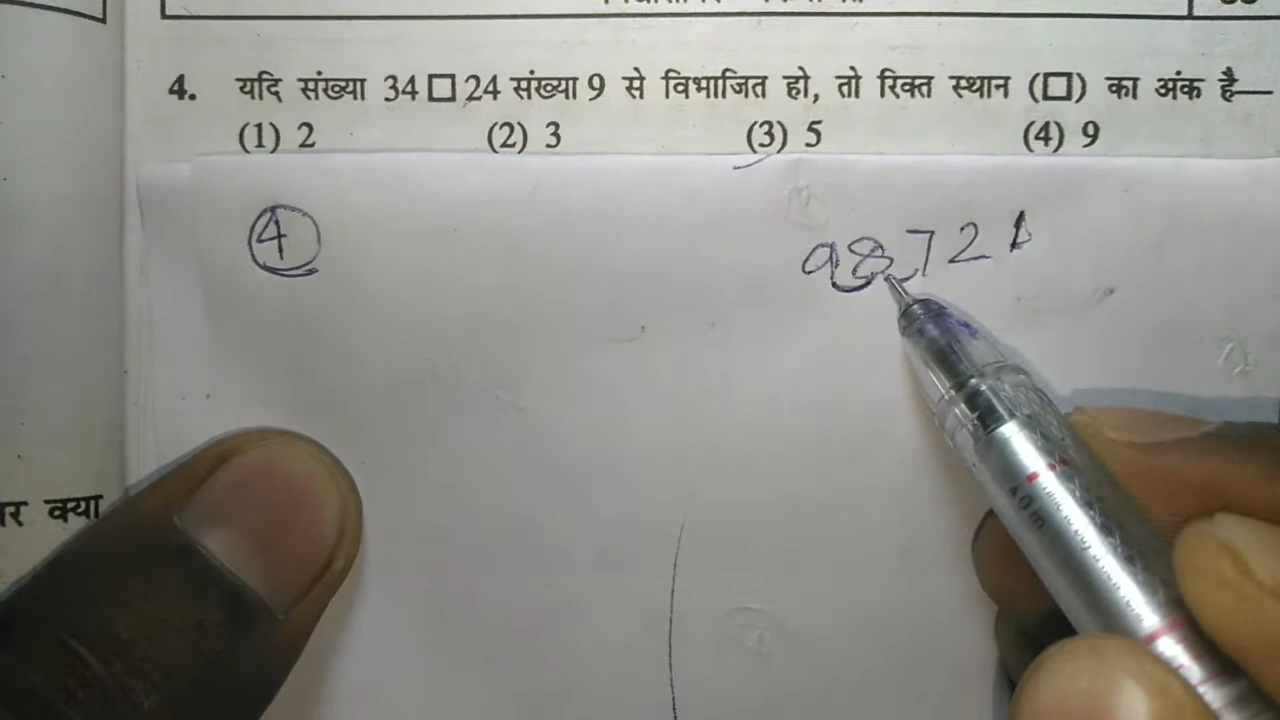 4. यदि संख्या 34 □ 24 संख्या 9 से विभाजित हो, तो रिक्त स्थान (□) का अंक है—
(1) 2 (2) 3 (3) 5 (4) 9
4
98721
र क्या